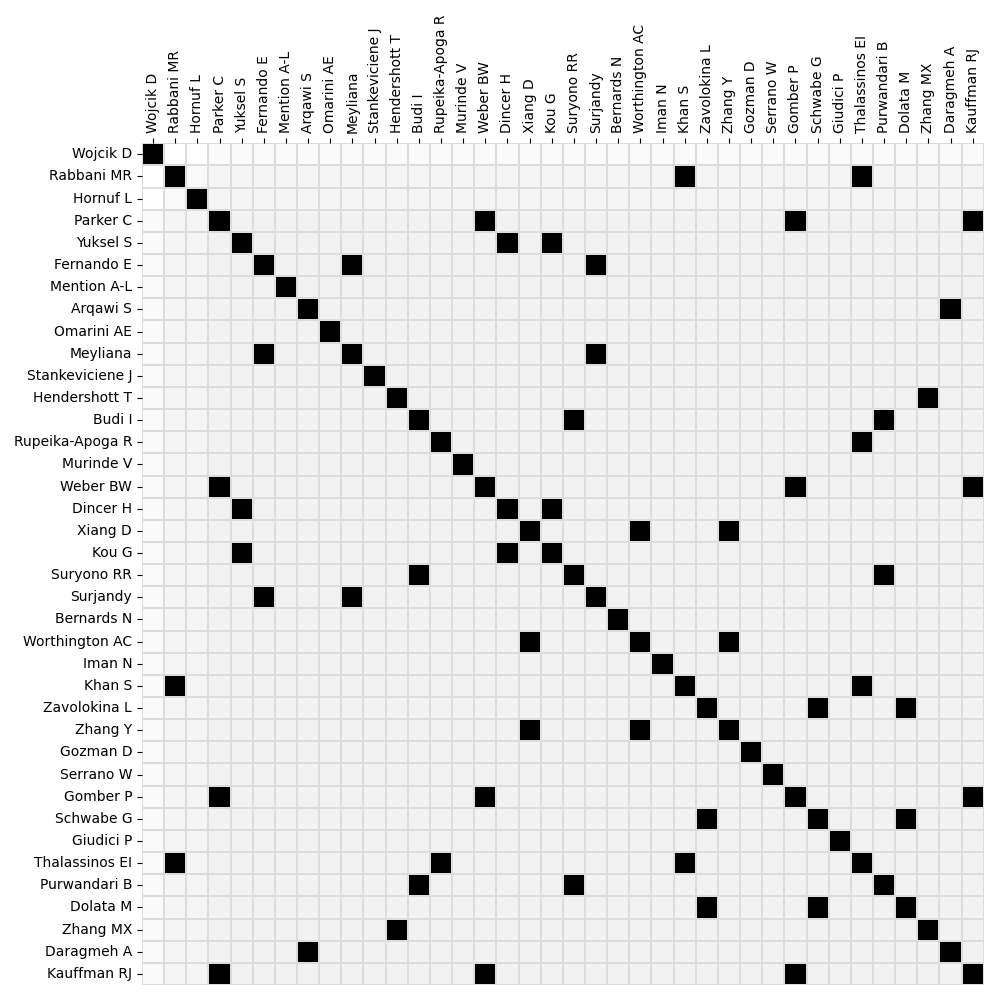 Wojcik D
Rabbani MR
Hornuf L
Parker C
Yuksel S
Fernando E
Mention A-L
Arqawi S
Omarini AE
Meyliana
Stankeviciene J
Hendershott T
Budi I
Rupeika-Apoga R
Murinde V
Weber BW
Dincer H
Xiang D
Kou G
Suryono RR
Surjandy
Bernards N
Worthington AC
Iman N
Khan S
Zavolokina L
Zhang Y
Gozman D
Serrano W
Gomber P
Schwabe G
Giudici P
Thalassinos EI
Purwandari B
Dolata M
Zhang MX
Daragmeh A
Kauffman RJ
Wojcik D
Rabbani MR
Hornuf L
Parker C
Yuksel S
Fernando E
Mention A-L
Arqawi S
Omarini AE
Meyliana
Stankeviciene J
Hendershott T
Budi I
Rupeika-Apoga R
Murinde V
Weber BW
Dincer H
Xiang D
Kou G
Suryono RR
Surjandy
Bernards N
Worthington AC
Iman N
Khan S
Zavolokina L
Zhang Y
Gozman D
Serrano W
Gomber P
Schwabe G
Giudici P
Thalassinos EI
Purwandari B
Dolata M
Zhang MX
Daragmeh A
Kauffman RJ